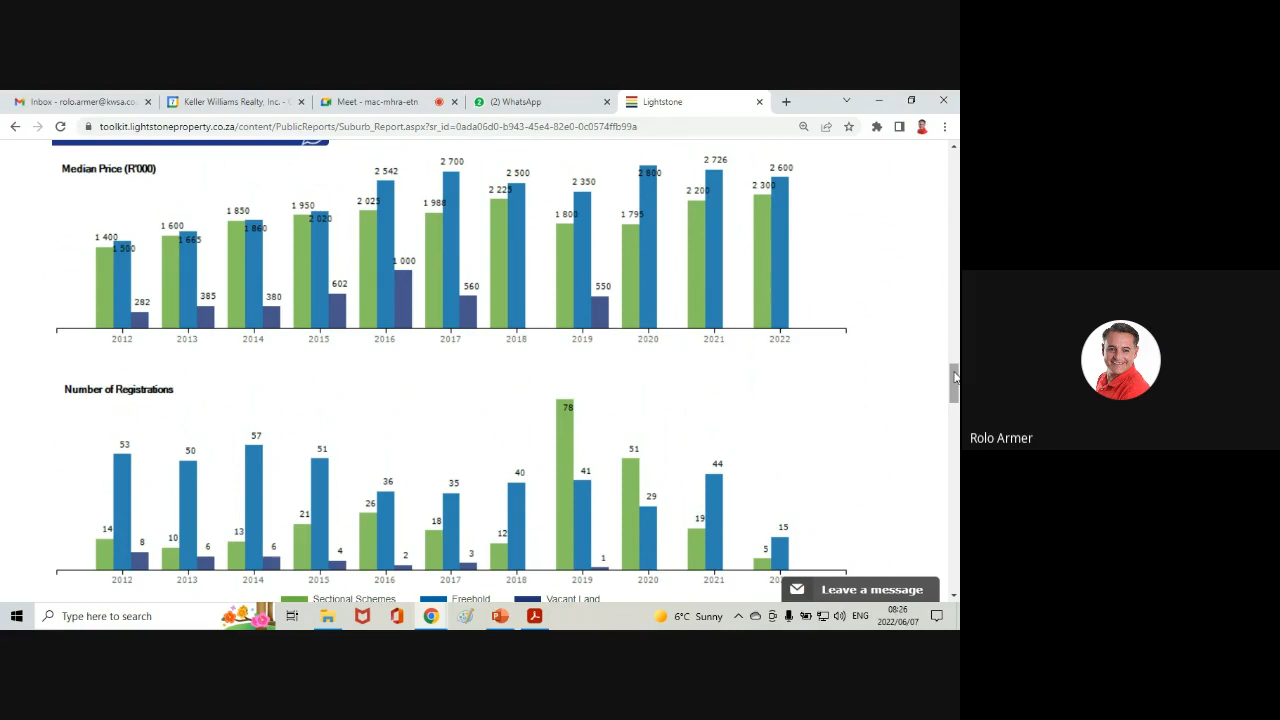 Inbox - rolo.armer@kwsa.co
Keller Williams Realty, Inc. -
Meet - mac-mhra-etn
(2) WhatsApp
Lightstone
toolkit.lightstoneproperty.co.za/content/PublicReports/Suburb_Report.aspx?sr_id=0ada06d0-b943-45e4-82e0-0c0574ffb99a
Median Price (R'000)
1 400 1 500 282
1 600 1 665 385
1 850 1 860 380
1 950 2 020 602
2 025 2 542 1 000
1 988 2 700 560
2 225 2 500
1 800 2 350 550
1 795 2 800
2 200 2 726
2 300 2 600
2012 2013 2014 2015 2016 2017 2018 2019 2020 2021 2022
Number of Registrations
14 53 8
10 50 6
13 57 6
21 51 4
26 36 2
18 35 3
12 40
78 41 1
51 29
19 44
5 15
2012 2013 2014 2015 2016 2017 2018 2019 2020 2021
Leave a message
Sectional Schemes Freehold Vacant Land
Type here to search
6°C Sunny
ENG
08:26
2022/06/07
Rolo Armer